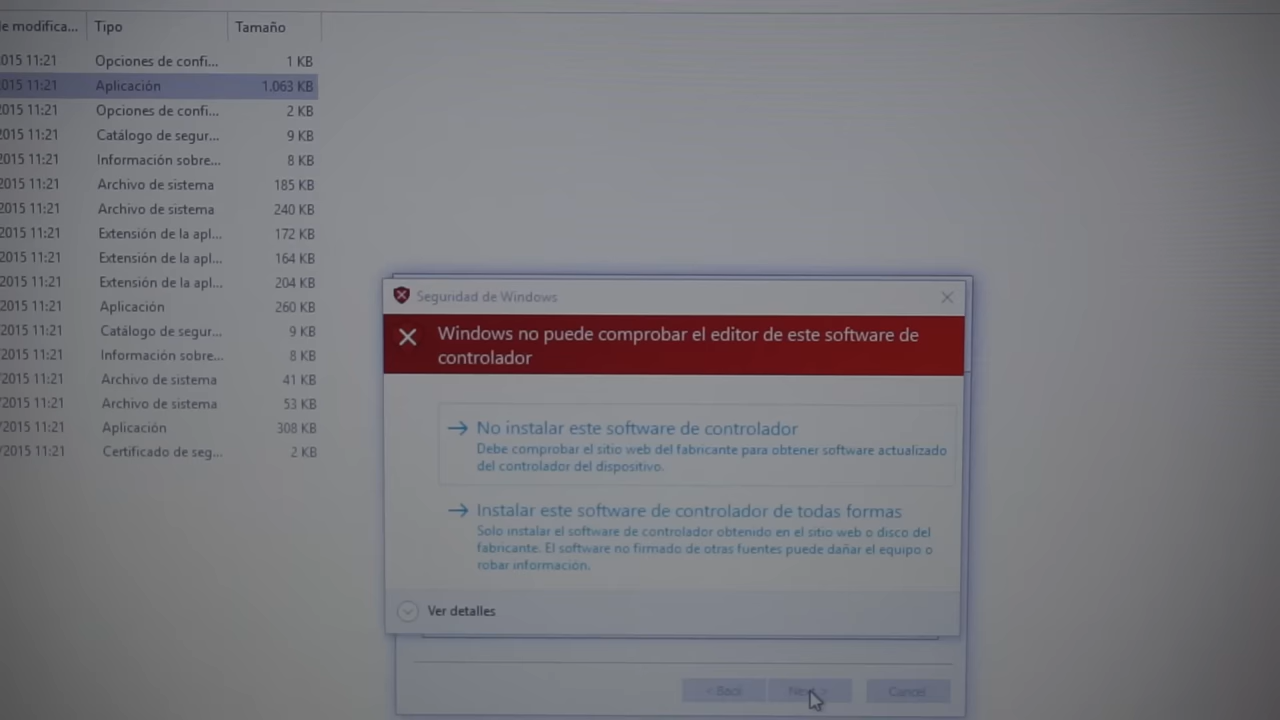 de modifica... Tipo Tamaño
2015 11:21 Opciones de confi... 1 KB
2015 11:21 Aplicación 1.063 KB
2015 11:21 Opciones de confi... 2 KB
2015 11:21 Catálogo de segur... 9 KB
2015 11:21 Información sobre... 8 KB
2015 11:21 Archivo de sistema 185 KB
2015 11:21 Archivo de sistema 240 KB
2015 11:21 Extensión de la apl... 172 KB
2015 11:21 Extensión de la apl... 164 KB
2015 11:21 Extensión de la apl... 204 KB
2015 11:21 Aplicación 260 KB
/2015 11:21 Catálogo de segur... 9 KB
/2015 11:21 Información sobre... 8 KB
/2015 11:21 Archivo de sistema 41 KB
/2015 11:21 Archivo de sistema 53 KB
/2015 11:21 Aplicación 308 KB
/2015 11:21 Certificado de seg... 2 KB
Seguridad de Windows
Windows no puede comprobar el editor de este software de
controlador
No instalar este software de controlador
Debe comprobar el sitio web del fabricante para obtener software actualizado
del controlador del dispositivo.
Instalar este software de controlador de todas formas
Solo instalar el software de controlador obtenido en el sitio web o disco del
fabricante. El software no firmado de otras fuentes puede dañar el equipo o
robar información.
Ver detalles
< Back Next > Cancel